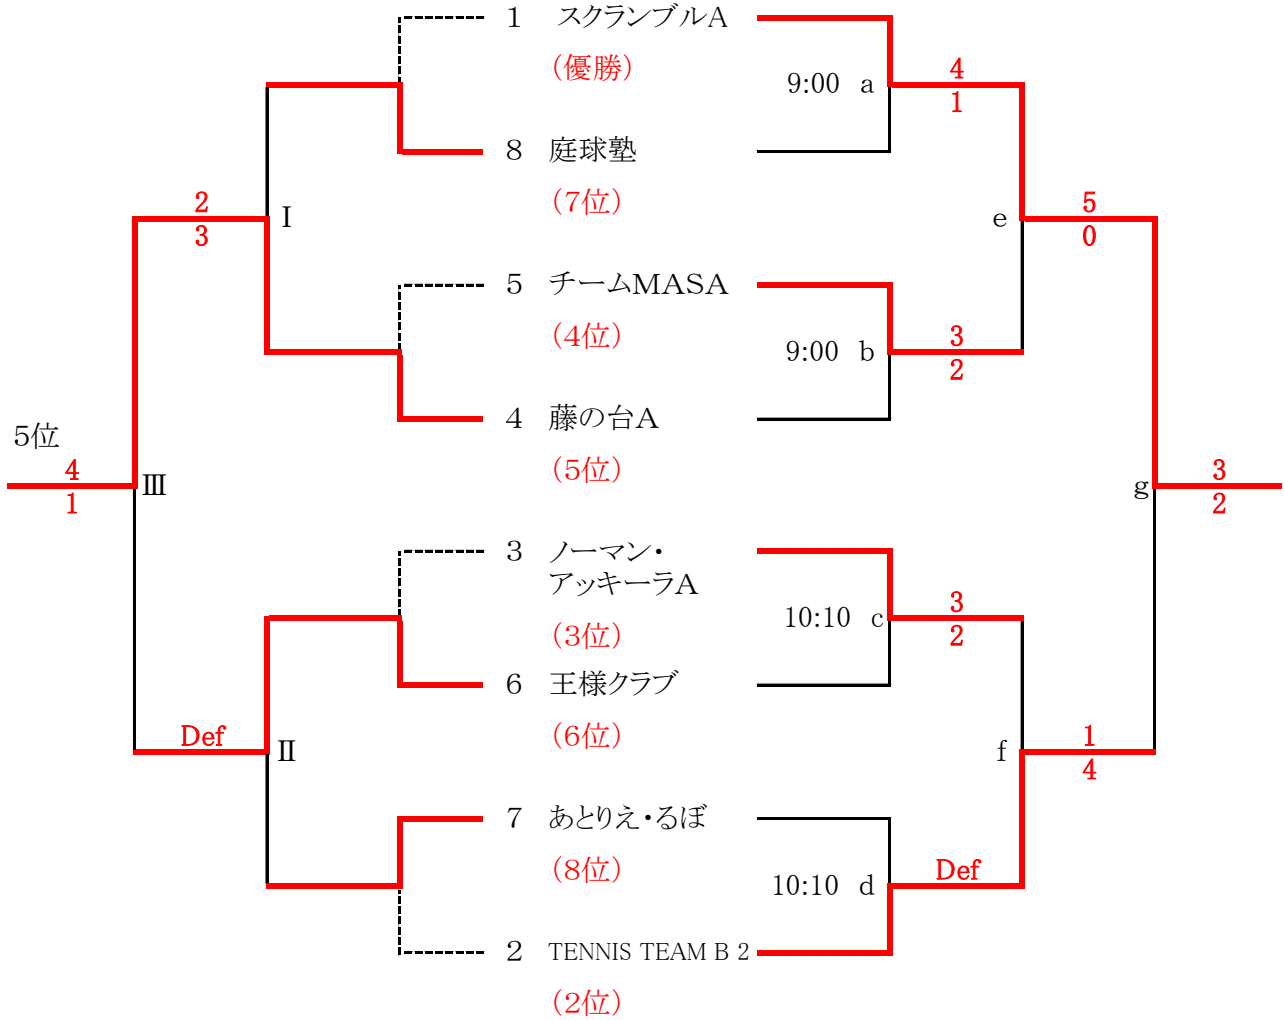 1 スクランブルA
(優勝)
9:00 a
4
1
8 庭球塾
(7位)
2
3
Ⅰ
e
5
0
5 チームMASA
(4位)
9:00 b
3
2
4 藤の台A
(5位)
5位
4
1
Ⅲ
g
3
2
3 ノーマン・
アッキーラA
(3位)
10:10 c
3
2
6 王様クラブ
(6位)
Def
Ⅱ
f
1
4
7 あとりえ・るぼ
(8位)
10:10 d
Def
2 TENNIS TEAM B 2
(2位)